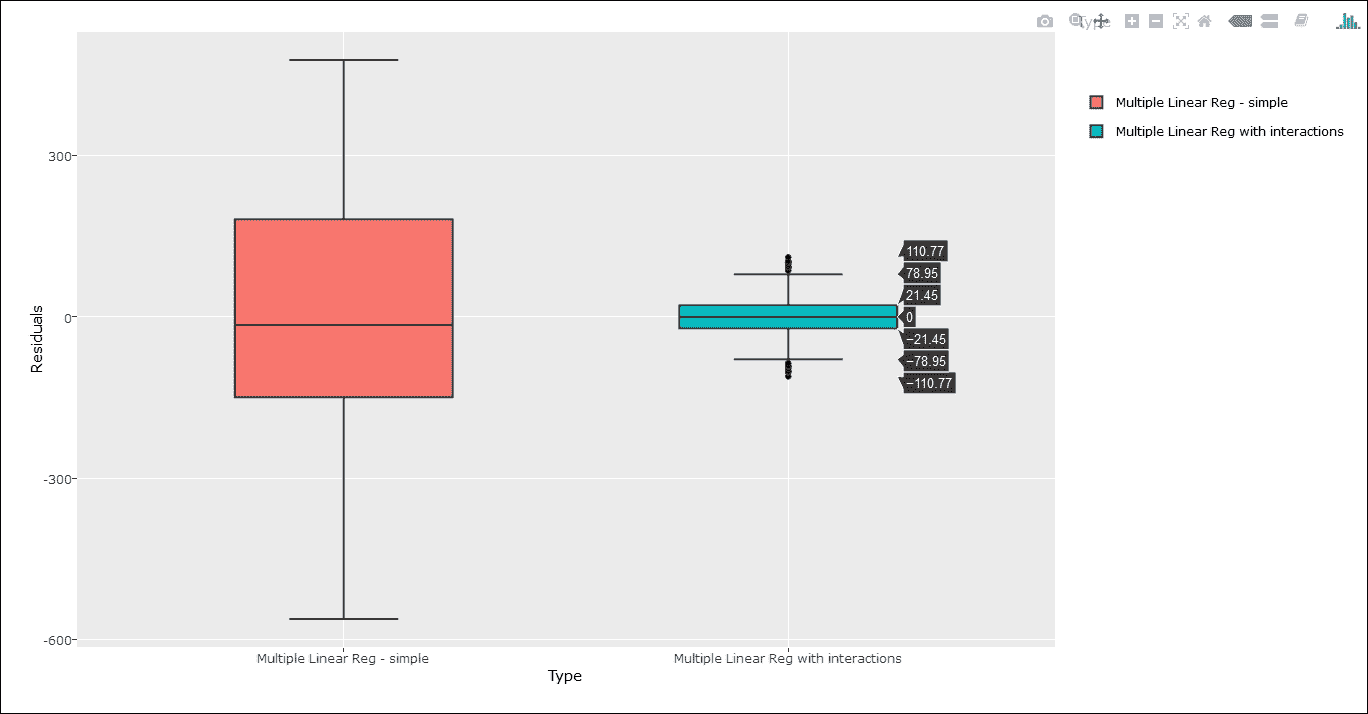 Type
Multiple Linear Reg - simple
Multiple Linear Reg with interactions
Residuals
300
0
-300
-600
110.77
78.95
21.45
0
−21.45
−78.95
−110.77
Multiple Linear Reg - simple
Multiple Linear Reg with interactions
Type